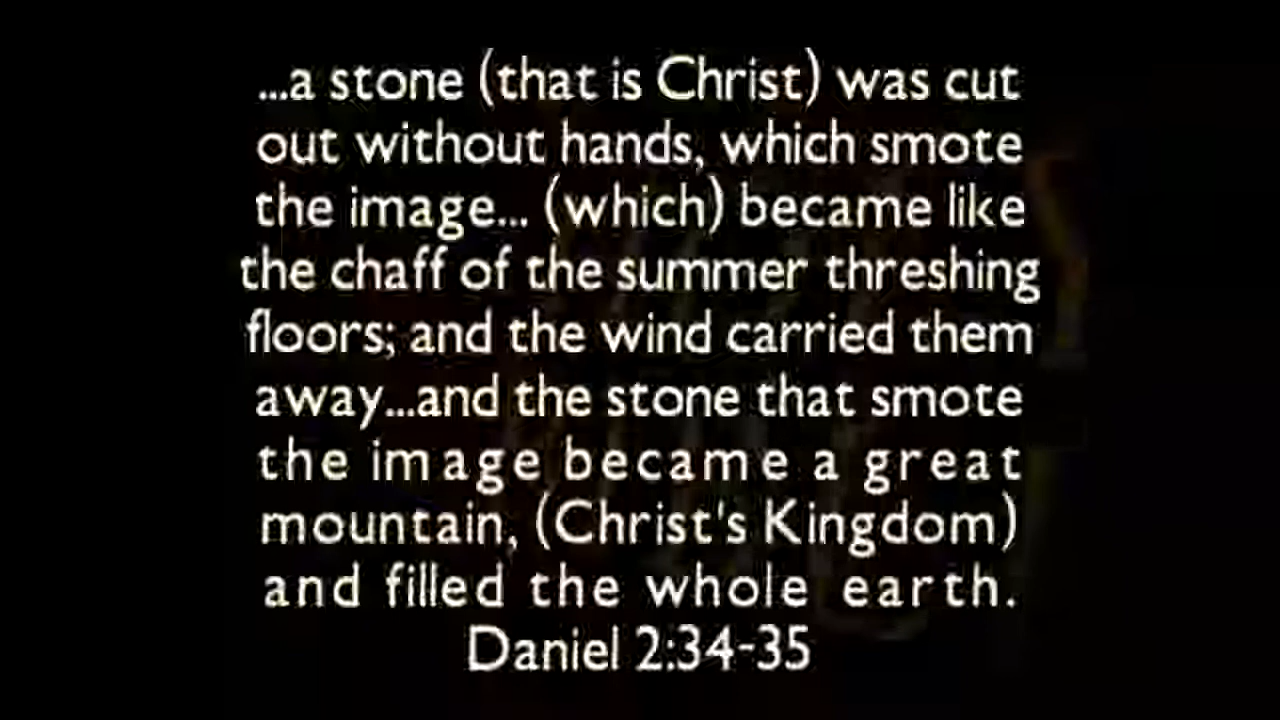 ...a stone (that is Christ) was cut
out without hands, which smote
the image... (which) became like
the chaff of the summer threshing
floors; and the wind carried them
away...and the stone that smote
the image became a great
mountain, (Christ's Kingdom)
and filled the whole earth.
Daniel 2:34-35